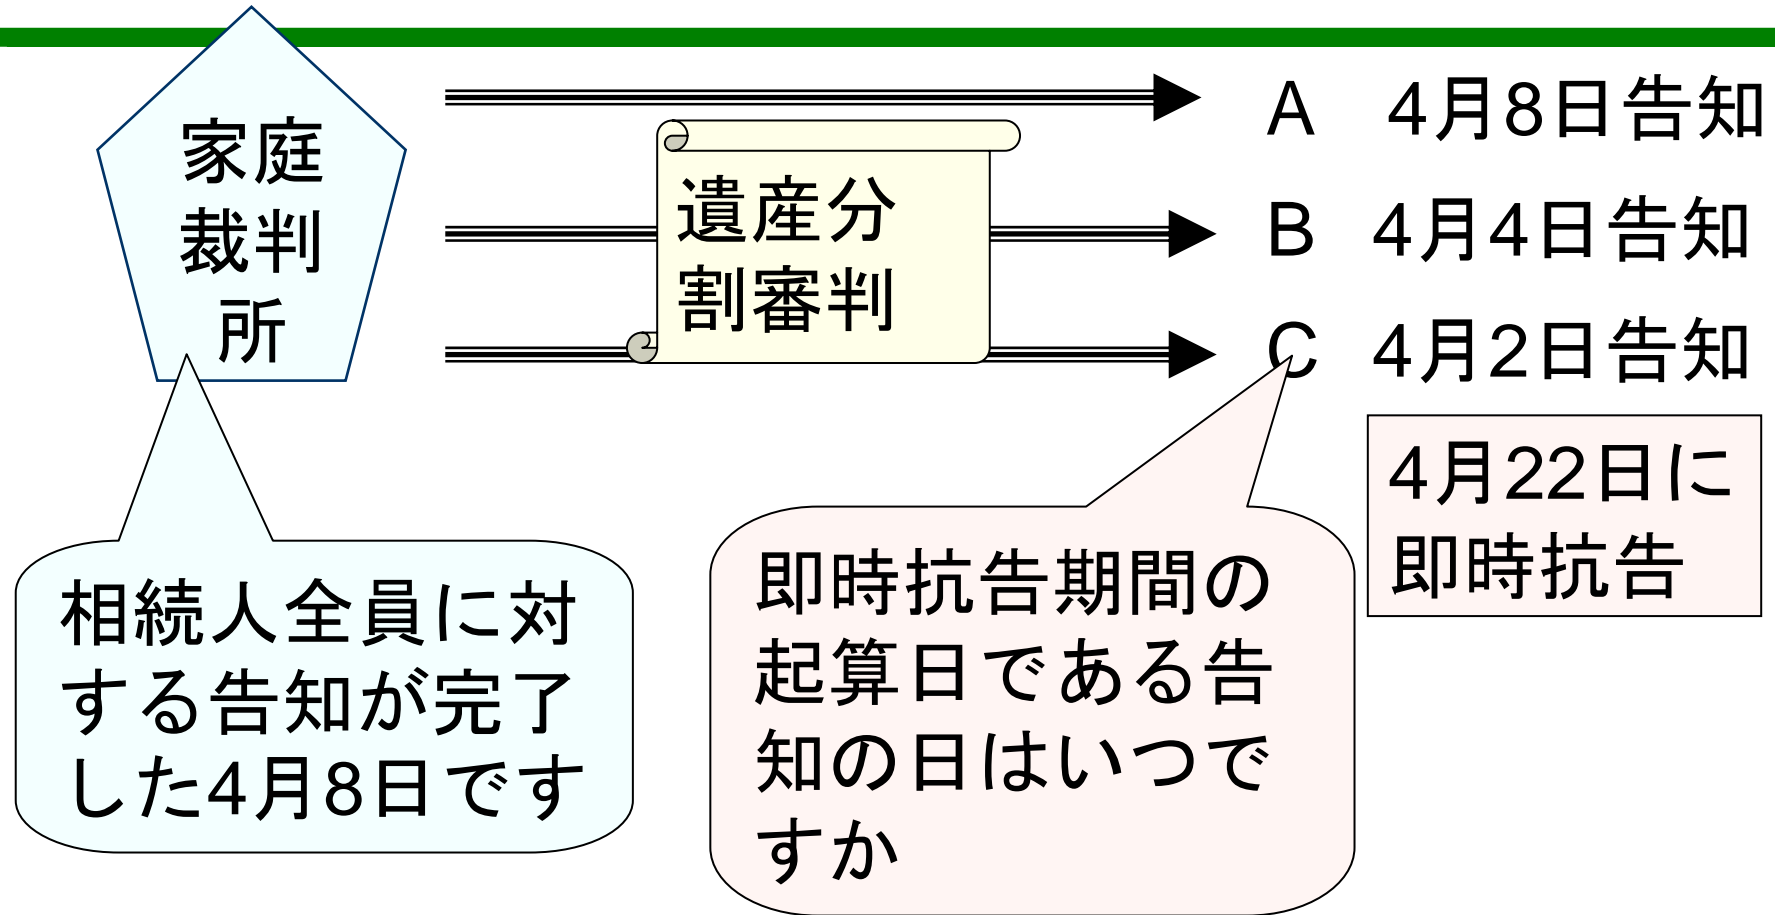 家庭
裁判
所
遺産分
割審判
A 4月8日告知
B 4月4日告知
C 4月2日告知
4月22日に
即時抗告
相続人全員に対
する告知が完了
した4月8日です
即時抗告期間の
起算日である告
知の日はいつで
すか